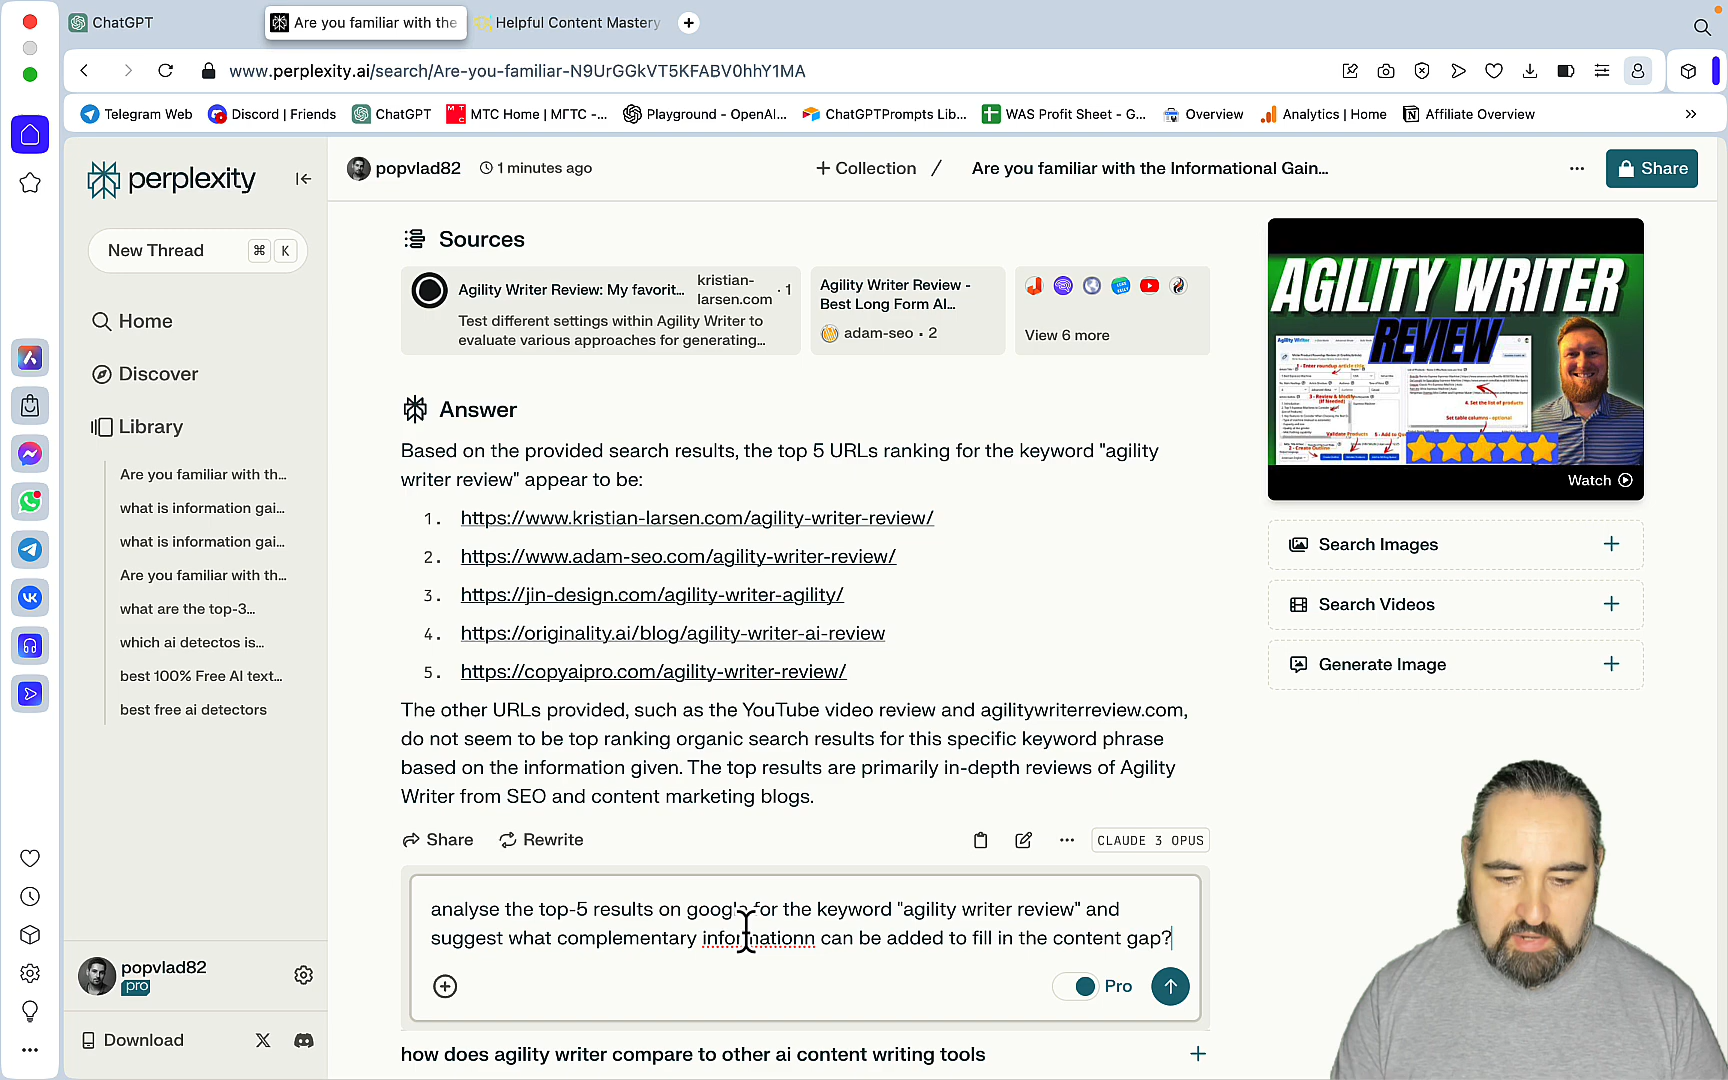 ChatGPT
Are you familiar with the
Helpful Content Mastery
www.perplexity.ai/search/Are-you-familiar-N9UrGGkVT5KFABV0hhY1MA
Telegram Web
Discord | Friends
ChatGPT
МТС Home | МГТС -...
Playground - OpenAI...
ChatGPTPrompts Lib...
WAS Profit Sheet - G...
Overview
Analytics | Home
Affiliate Overview
perplexity
New Thread
⌘ K
Home
Discover
Library
Are you familiar with th...
what is information gai...
what is information gai...
Are you familiar with th...
what are the top-3...
which ai detectos is...
best 100% Free AI text...
best free ai detectors
popvlad82
pro
Download
popvlad82
1 minutes ago
Collection /
Are you familiar with the Informational Gain...
Share
Sources
Agility Writer Review: My favorit...
kristian-
larsen.com · 1
Test different settings within Agility Writer to
evaluate various approaches for generating...
Agility Writer Review -
Best Long Form AI...
adam-seo · 2
View 6 more
Answer
Based on the provided search results, the top 5 URLs ranking for the keyword "agility
writer review" appear to be:
1. https://www.kristian-larsen.com/agility-writer-review/
2. https://www.adam-seo.com/agility-writer-review/
3. https://jin-design.com/agility-writer-agility/
4. https://originality.ai/blog/agility-writer-ai-review
5. https://copyaipro.com/agility-writer-review/
The other URLs provided, such as the YouTube video review and agilitywriterreview.com,
do not seem to be top ranking organic search results for this specific keyword phrase
based on the information given. The top results are primarily in-depth reviews of Agility
Writer from SEO and content marketing blogs.
Share
Rewrite
CLAUDE 3 OPUS
analyse the top-5 results on google for the keyword "agility writer review" and
suggest what complementary informationn can be added to fill in the content gap?
Pro
how does agility writer compare to other ai content writing tools
AGILITY WRITER
REVIEW
Watch
Search Images
Search Videos
Generate Image